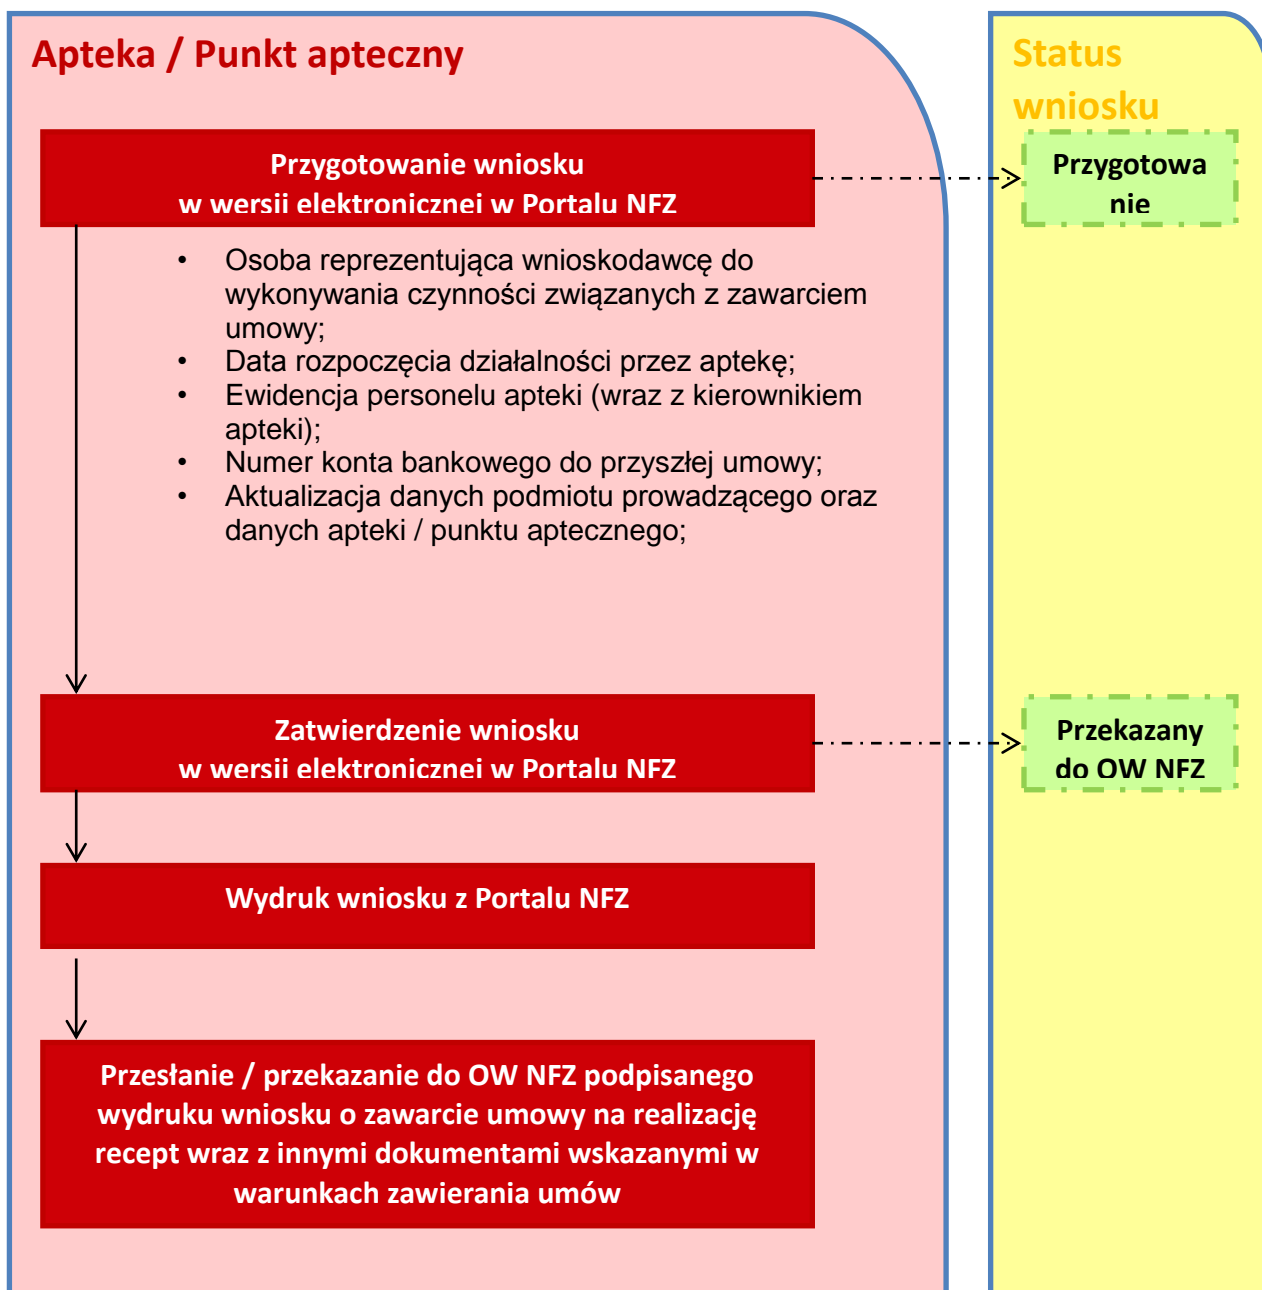 Apteka / Punkt apteczny
Przygotowanie wniosku
w wersji elektronicznej w Portalu NFZ
• Osoba reprezentująca wnioskodawcę do
wykonywania czynności związanych z zawarciem
umowy;
• Data rozpoczęcia działalności przez aptekę;
• Ewidencja personelu apteki (wraz z kierownikiem
apteki);
• Numer konta bankowego do przyszłej umowy;
• Aktualizacja danych podmiotu prowadzącego oraz
danych apteki / punktu aptecznego;
Zatwierdzenie wniosku
w wersji elektronicznej w Portalu NFZ
Wydruk wniosku z Portalu NFZ
Przesłanie / przekazanie do OW NFZ podpisanego
wydruku wniosku o zawarcie umowy na realizację
recept wraz z innymi dokumentami wskazanymi w
warunkach zawierania umów
Status
wniosku
Przygotowa
nie
Przekazany
do OW NFZ